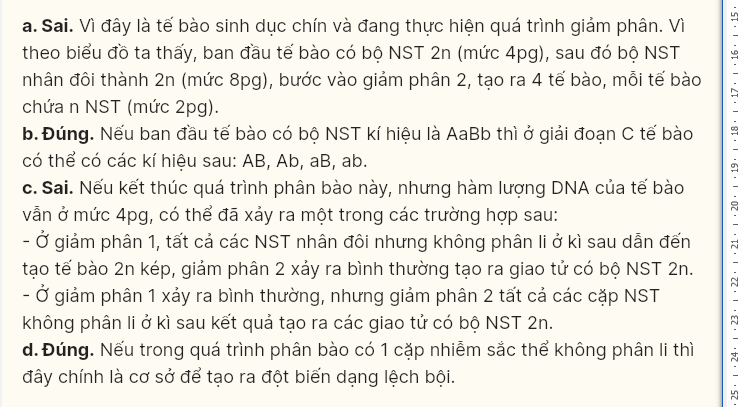 a. Sai. Vì đây là tế bào sinh dục chín và đang thực hiện quá trình giảm phân. Vì
theo biểu đồ ta thấy, ban đầu tế bào có bộ NST 2n (mức 4pg), sau đó bộ NST
nhân đôi thành 2n (mức 8pg), bước vào giảm phân 2, tạo ra 4 tế bào, mỗi tế bào
chứa n NST (mức 2pg).
b. Đúng. Nếu ban đầu tế bào có bộ NST kí hiệu là AaBb thì ở giải đoạn C tế bào
có thể có các kí hiệu sau: AB, Ab, aB, ab.
c. Sai. Nếu kết thúc quá trình phân bào này, nhưng hàm lượng DNA của tế bào
vẫn ở mức 4pg, có thể đã xảy ra một trong các trường hợp sau:
- Ở giảm phân 1, tất cả các NST nhân đôi nhưng không phân li ở kì sau dẫn đến
tạo tế bào 2n kép, giảm phân 2 xảy ra bình thường tạo ra giao tử có bộ NST 2n.
- Ở giảm phân 1 xảy ra bình thường, nhưng giảm phân 2 tất cả các cặp NST
không phân li ở kì sau kết quả tạo ra các giao tử có bộ NST 2n.
d. Đúng. Nếu trong quá trình phân bào có 1 cặp nhiễm sắc thể không phân li thì
đây chính là cơ sở để tạo ra đột biến dạng lệch bội.
15
16
17
18
19
20
21
22
23
24
25